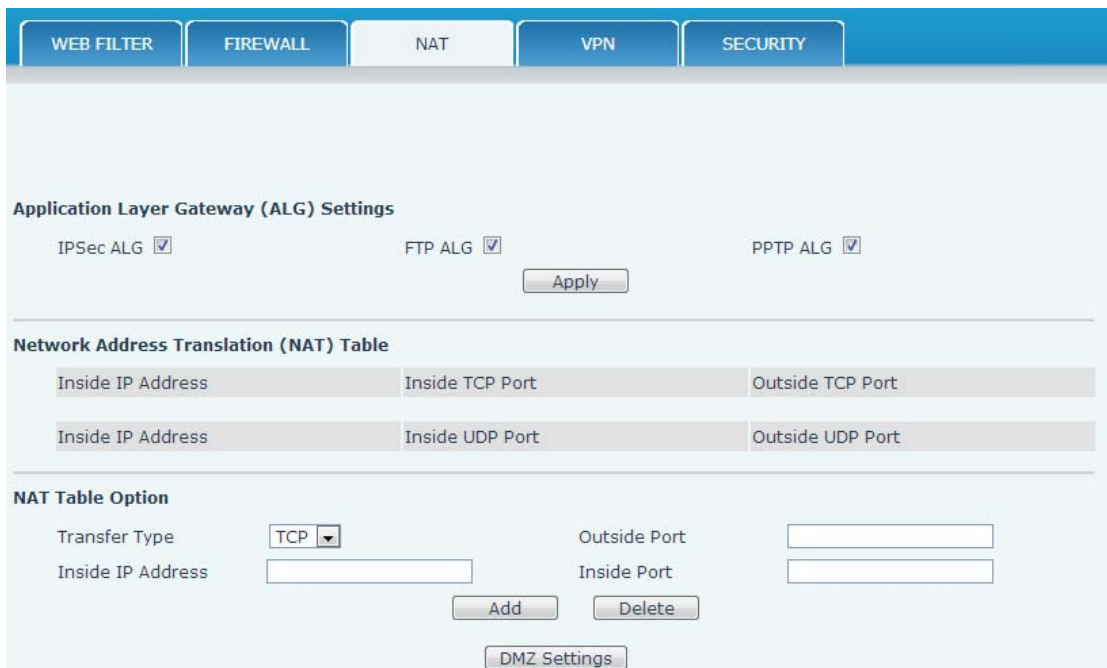 WEB FILTER FIREWALL NAT VPN SECURITY
Application Layer Gateway (ALG) Settings
IPSec ALG FTP ALG PPTP ALG
Apply
Network Address Translation (NAT) Table
Inside IP Address Inside TCP Port Outside TCP Port
Inside IP Address Inside UDP Port Outside UDP Port
NAT Table Option
Transfer Type TCP Outside Port
Inside IP Address Inside Port
Add Delete
DMZ Settings